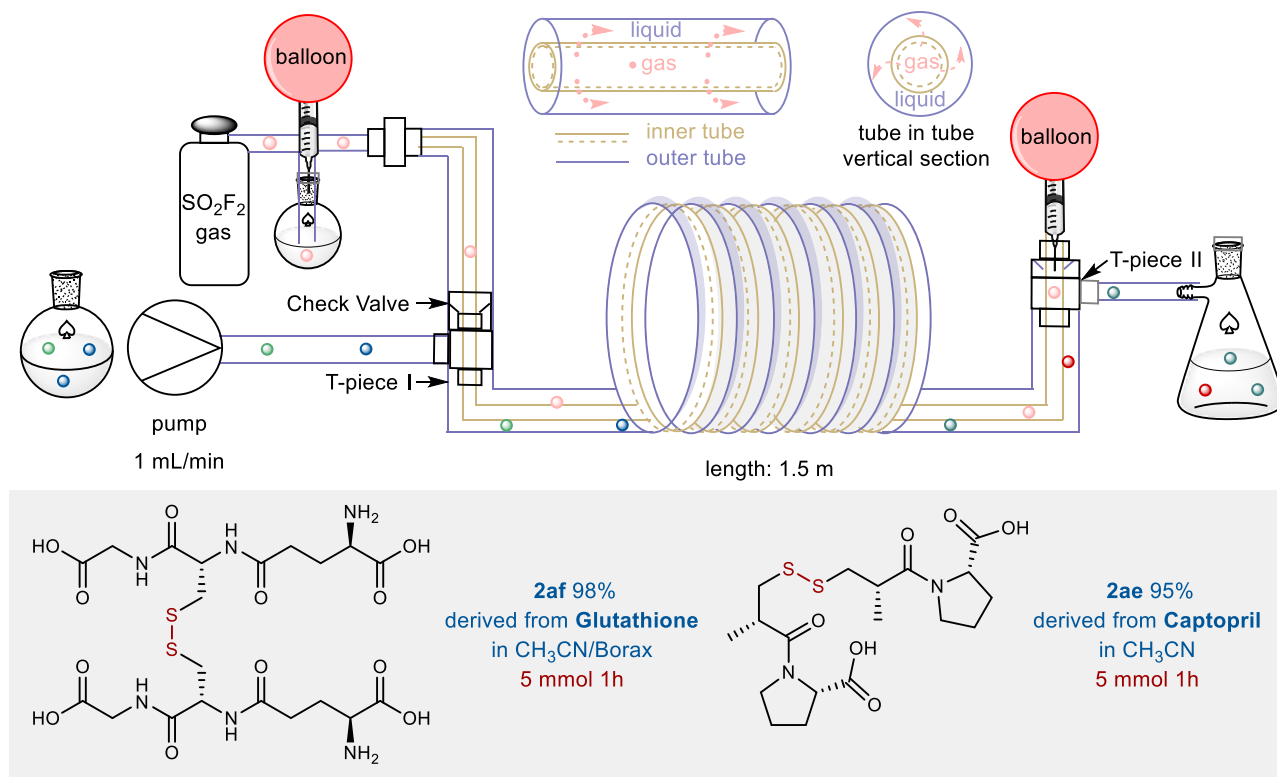 balloon
liquid
gas
gas
liquid
inner tube
outer tube
tube in tube
vertical section
balloon
SO2F2
gas
T-piece II
Check Valve
T-piece I
pump
1 mL/min
length: 1.5 m
O
H
N
NH2
HO
O
N
H
O
OH
O
S
S
O
HO
H
N
O
N
H
O
O
OH
NH2
2af 98%
derived from Glutathione
in CH3CN/Borax
5 mmol 1h
S
S
O
N
O
OH
O
N
OH
O
2ae 95%
derived from Captopril
in CH3CN
5 mmol 1h